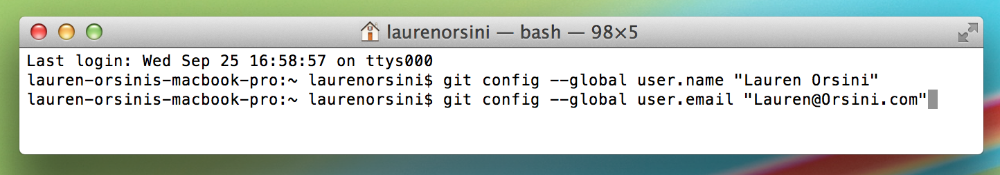 laurenorsini — bash — 98×5
Last login: Wed Sep 25 16:58:57 on ttys000
lauren-orsinis-macbook-pro:~ laurenorsini$ git config --global user.name "Lauren Orsini"
lauren-orsinis-macbook-pro:~ laurenorsini$ git config --global user.email "Lauren@Orsini.com"